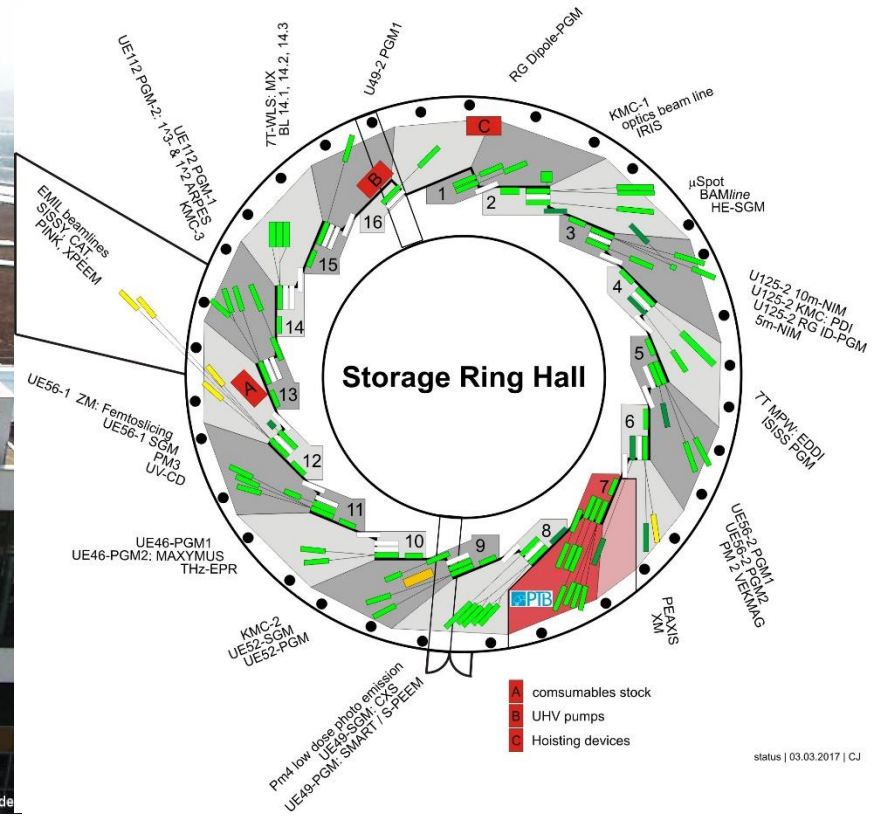 U49-2 PGM1
RG Dipole-PGM
KMC-1
optics beam line
IRIS
µSpot
BAMline
HE-SGM
U125-2 10m-NIM
U125-2 KMC: PDI
U125-2 RG ID-PGM
5m-NIM
7T MPW: EDDI
ISISS PGM
UE56-2 PGM1
UE56-2 PGM2
PM 2 VEKMAG
PEAXIS
XM
Pm4 low dose photo emission
UE49-SGM: CXS
UE49-PGM: SMART / S-PEEM
KMC-2
UE52-SGM
UE52-PGM
UE46-PGM1
UE46-PGM2: MAXYMUS
THz-EPR
UE56-1 ZM: Femtoslicing
UE56-1 SGM
PM3
UV-CD
EMIL beamlines
SISSY, CAT,
PINK, XPEEM
UE112 PGM-2: 1^3- & 1^2 ARPES
UE112 PGM-1
KMC-3
7T-WLS: MX
BL 14.1, 14.2, 14.3
C
B
A
1
2
3
4
5
6
7
8
9
10
11
12
13
14
15
16
Storage Ring Hall
PTB
A comsumables stock
B UHV pumps
C Hoisting devices
status | 03.03.2017 | CJ
de